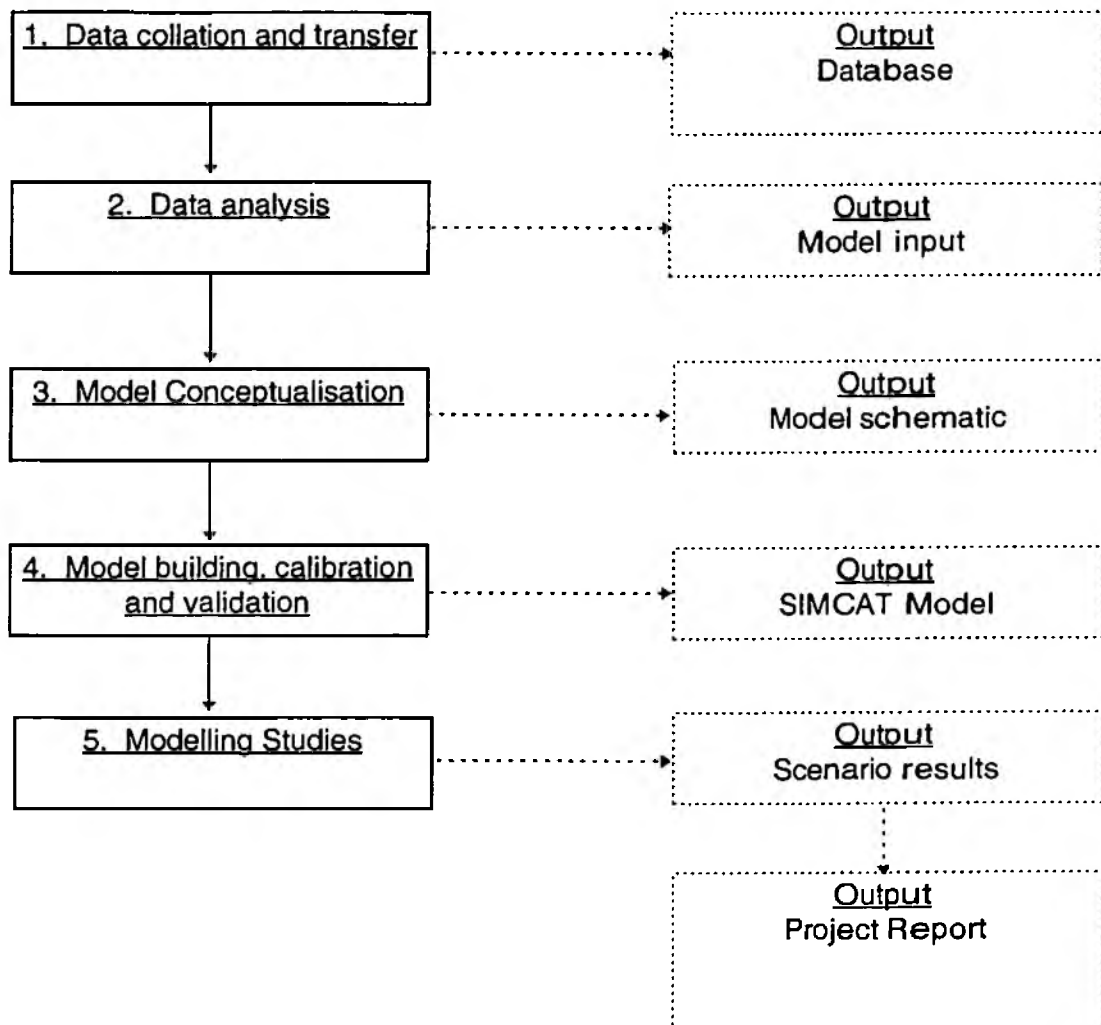 1. Data collation and transfer
Output
Database
2. Data analysis
Output
Model input
3. Model Conceptualisation
Output
Model schematic
4. Model building, calibration
and validation
Output
SIMCAT Model
5. Modelling Studies
Output
Scenario results
Output
Project Report